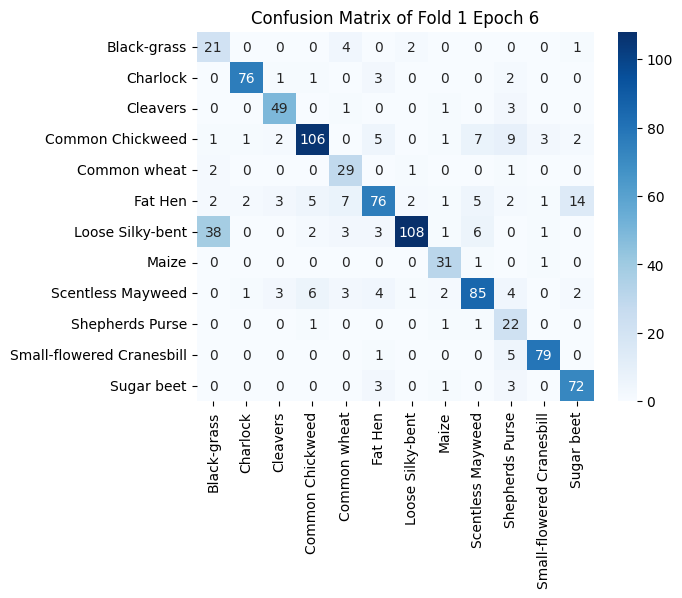 Confusion Matrix of Fold 1 Epoch 6
Black-grass 21 0 0 0 4 0 2 0 0 0 0 1
Charlock 0 76 1 1 0 3 0 0 0 2 0 0
Cleavers 0 0 49 0 1 0 0 1 0 3 0 0
Common Chickweed 1 1 2 106 0 5 0 1 7 9 3 2
Common wheat 2 0 0 0 29 0 1 0 0 1 0 0
Fat Hen 2 2 3 5 7 76 2 1 5 2 1 14
Loose Silky-bent 38 0 0 2 3 3 108 1 6 0 1 0
Maize 0 0 0 0 0 0 0 31 1 0 1 0
Scentless Mayweed 0 1 3 6 3 4 1 2 85 4 0 2
Shepherds Purse 0 0 0 1 0 0 0 1 1 22 0 0
Small-flowered Cranesbill 0 0 0 0 0 1 0 0 0 5 79 0
Sugar beet 0 0 0 0 0 3 0 1 0 3 0 72
Black-grass
Charlock
Cleavers
Common Chickweed
Common wheat
Fat Hen
Loose Silky-bent
Maize
Scentless Mayweed
Shepherds Purse
Small-flowered Cranesbill
Sugar beet
100
80
60
40
20
0